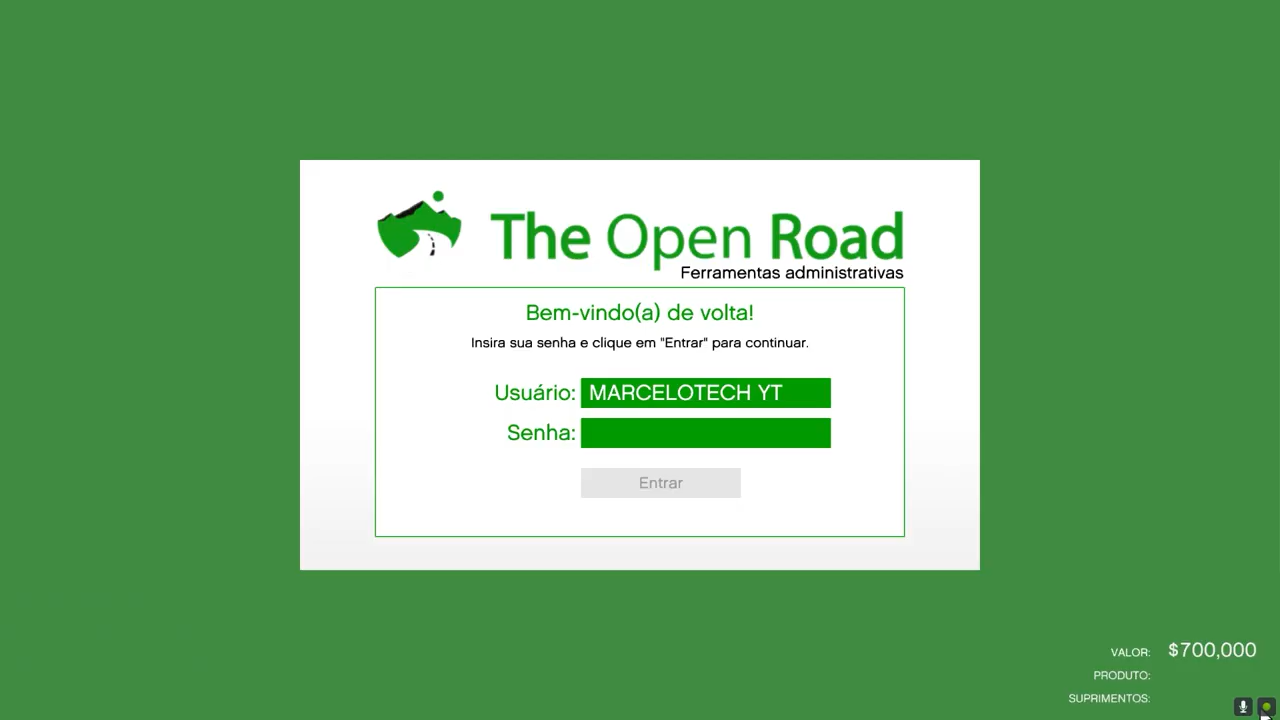 The Open Road
Ferramentas administrativas
Bem-vindo(a) de volta!
Insira sua senha e clique em "Entrar" para continuar.
Usuário: MARCELOTECH YT
Senha:
Entrar
VALOR: $700,000
PRODUTO:
SUPRIMENTOS: